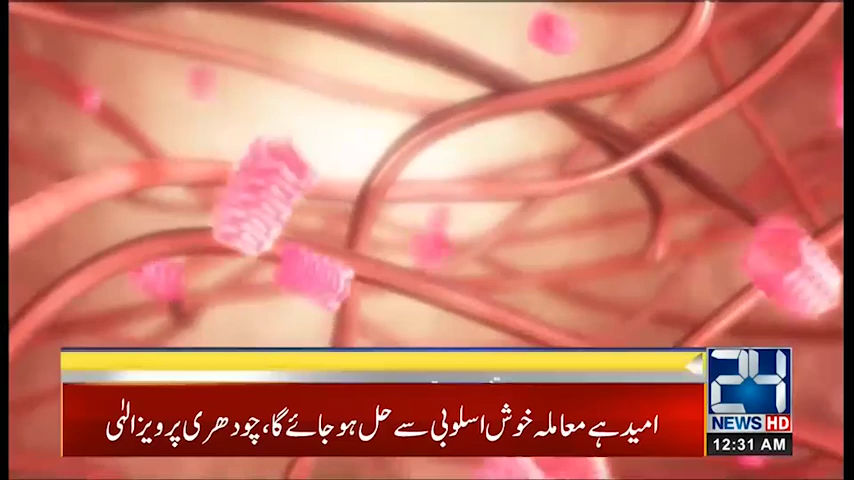 امید ہے معاملہ خوش اسلوبی سے حل ہو جائے گا، چودھری پرویز الٰہی
24
NEWS HD
12:31 AM